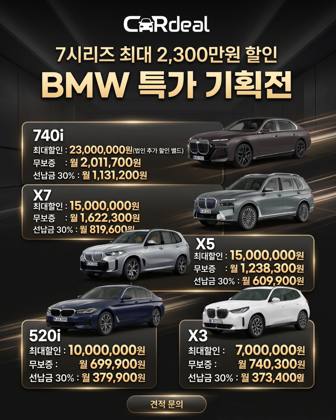 CARdeal
7시리즈 최대 2,300만원 할인
BMW 특가 기획전
740i
최대할인 : 23,000,000원(법인 추가 할인 별도)
무보증 : 월 2,011,700원
선납금 30% : 월 1,131,200원
X7
최대할인 : 15,000,000원
무보증 : 월 1,622,300원
선납금 30% : 월 819,600원
X5
최대할인 : 15,000,000원
무보증 : 월 1,238,300원
선납금 30% : 월 609,900원
520i
최대할인 : 10,000,000원
무보증 : 월 699,900원
선납금 30% : 월 379,900원
X3
최대할인 : 7,000,000원
무보증 : 월 740,300원
선납금 30% : 월 373,400원
견적 문의